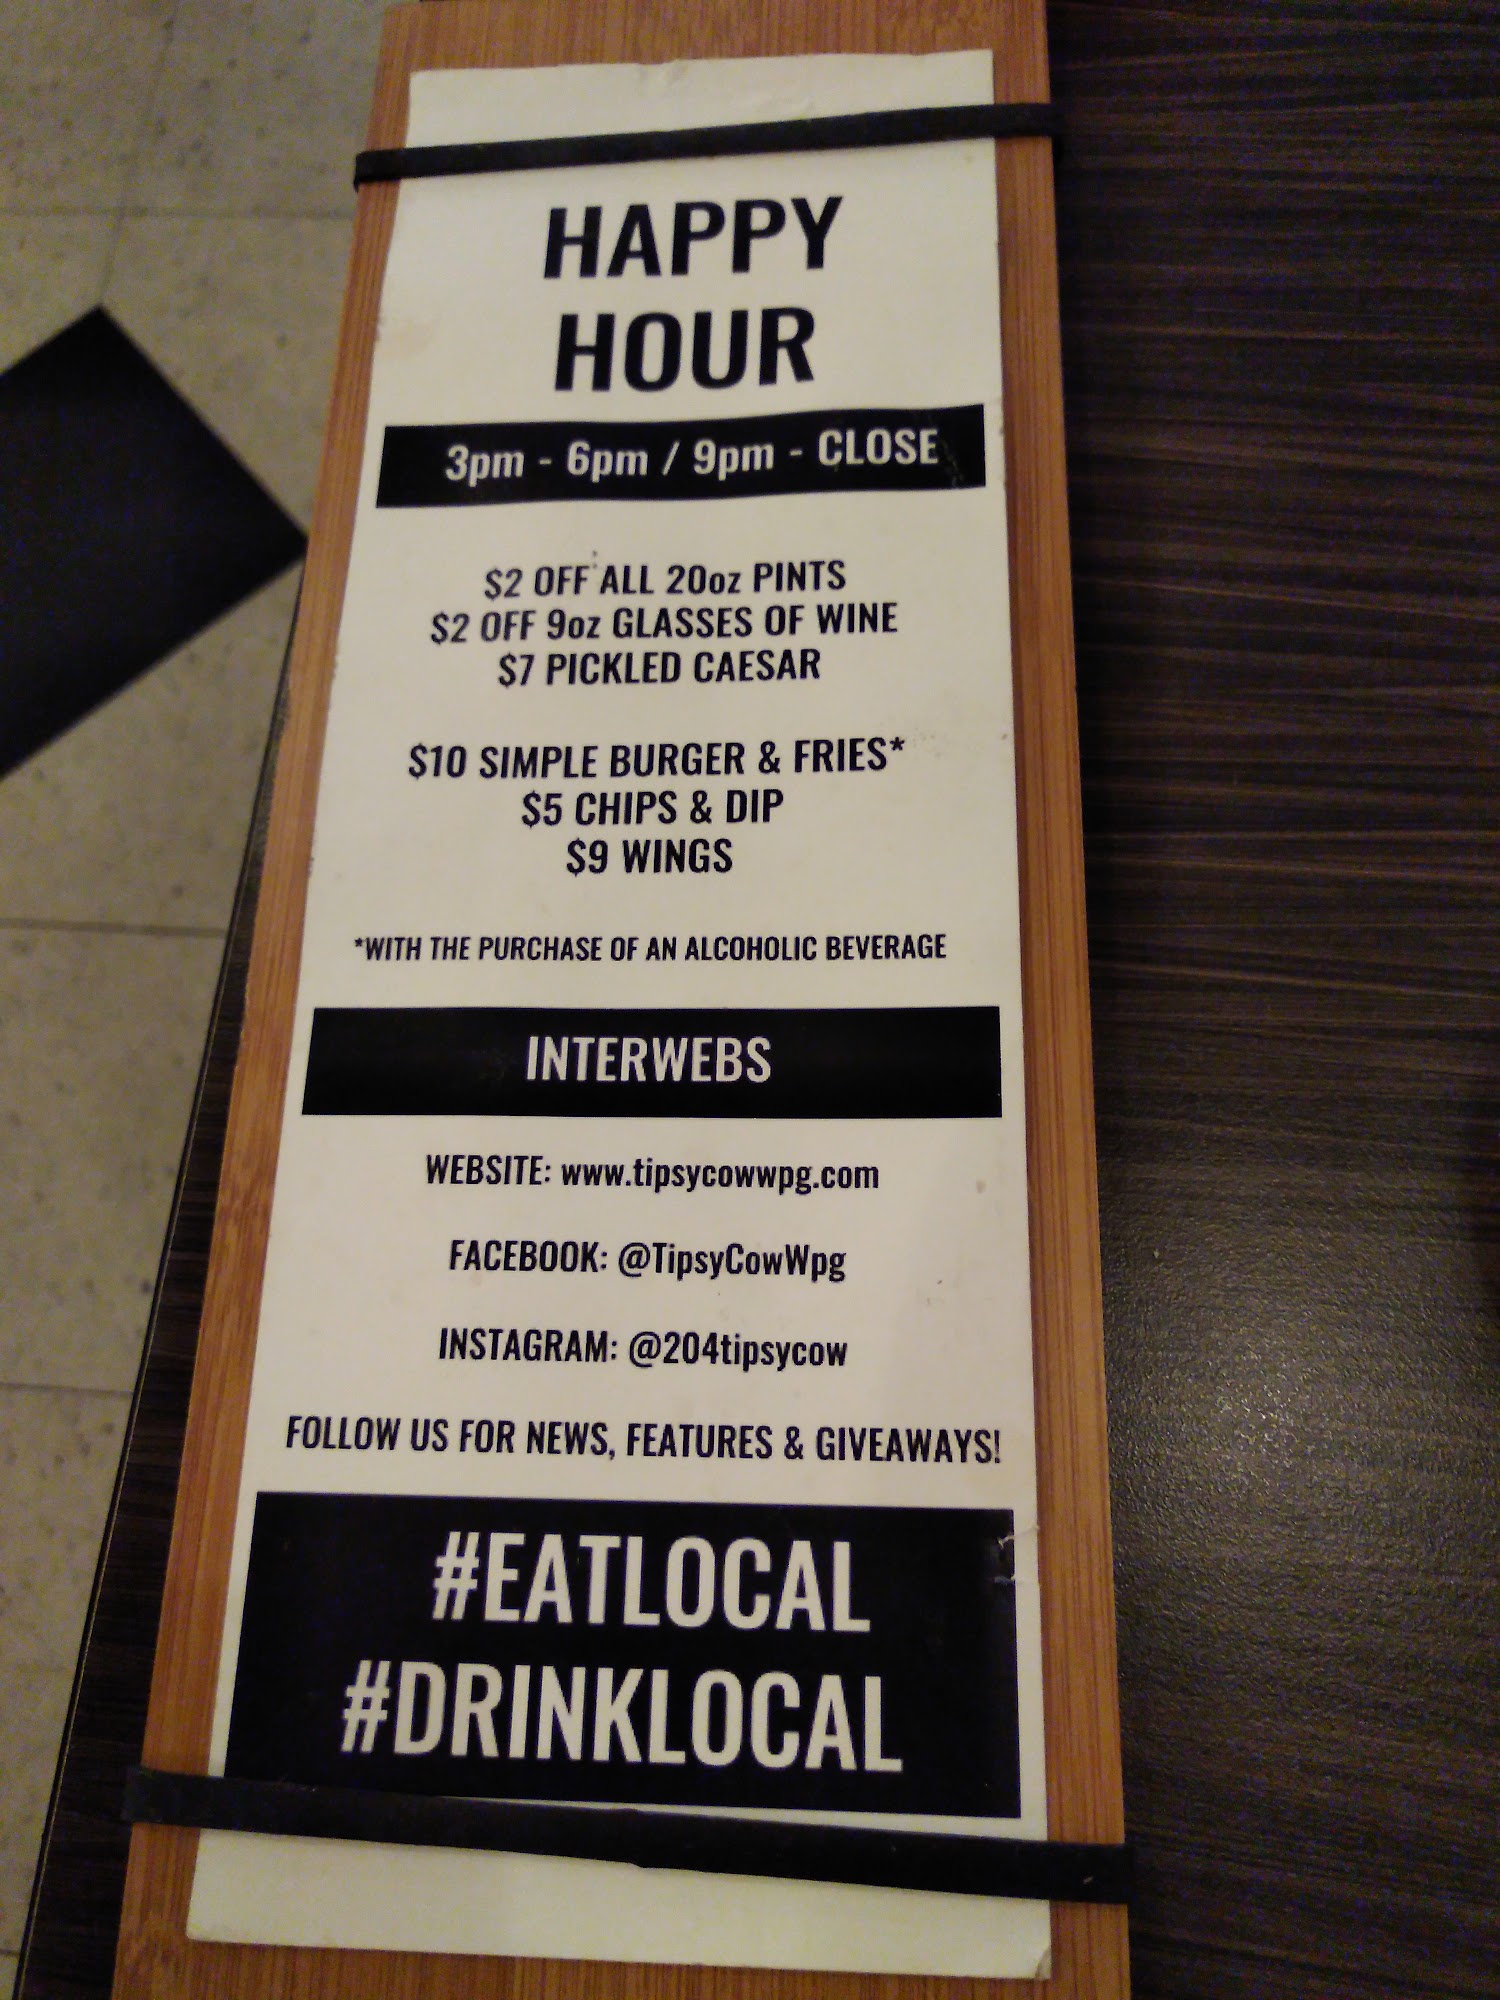 HAPPY
HOUR
3pm - 6pm / 9pm - CLOSE
$2 OFF ALL 20oz PINTS
$2 OFF 9oz GLASSES OF WINE
$7 PICKLED CAESAR
$10 SIMPLE BURGER & FRIES*
$5 CHIPS & DIP
$9 WINGS
*WITH THE PURCHASE OF AN ALCOHOLIC BEVERAGE
INTERWEBS
WEBSITE: www.tipsycowwpg.com
FACEBOOK: @TipsyCowWpg
INSTAGRAM: @204tipsycow
FOLLOW US FOR NEWS, FEATURES & GIVEAWAYS!
#EATLOCAL
#DRINKLOCAL